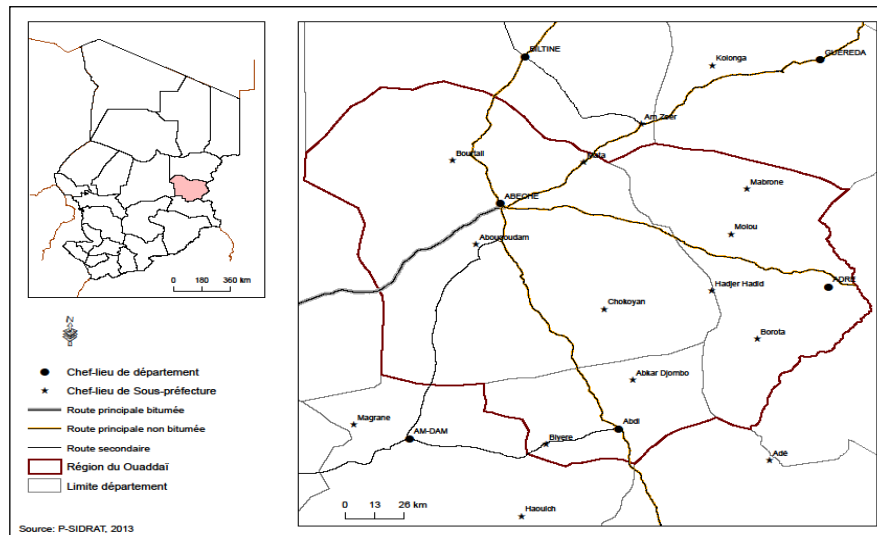 0 180 360 km
N
Chef-lieu de département
Chef-lieu de Sous-préfecture
Route principale bitumée
Route principale non bitumée
Route secondaire
Région du Ouaddaï
Limite département
Source: P-SIDRAT, 2013
BILTINE
GUEREDA
Kolonga
Am Zoer
Bourtail
Mata
Mabrone
ABECHE
Molou
Abougoudam
ADRE
Hadjer Hadid
Chokoyan
Borota
Abkar Djombo
Magrane
Abdi
AM-DAM
Biyere
Adé
0 13 26 km
Haouich